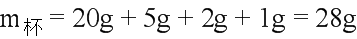 m杯 = 20g + 5g + 2g + 1g = 28g